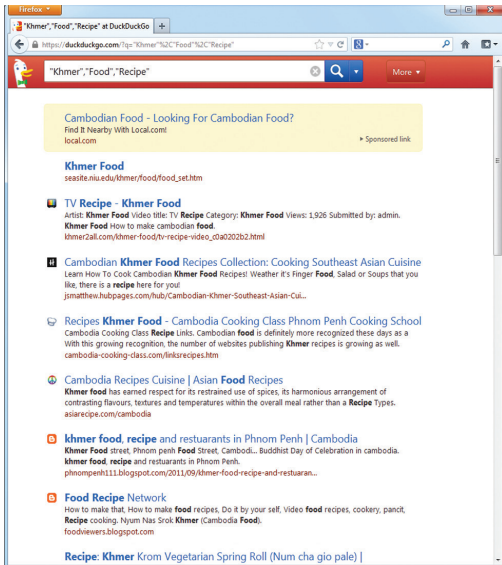 Firefox
"Khmer","Food","Recipe" at DuckDuckGo
https://duckduckgo.com/?q="Khmer"%2C"Food"%2C"Recipe"
"Khmer","Food","Recipe"
More
Cambodian Food - Looking For Cambodian Food?
Find It Nearby With Local.com!
local.com
Sponsored link
Khmer Food
seasite.niu.edu/khmer/food/food_set.htm
TV Recipe - Khmer Food
Artist: Khmer Food Video title: TV Recipe Category: Khmer Food Views: 1,926 Submitted by: admin.
Khmer Food How to make cambodian food.
khmer2all.com/khmer-food/tv-recipe-video_c0a0202b2.html
Cambodian Khmer Food Recipes Collection: Cooking Southeast Asian Cuisine
Learn How To Cook Cambodian Khmer Food Recipes! Weather it's Finger Food, Salad or Soups that you
like, there is a recipe here for you!
jsmatthew.hubpages.com/hub/Cambodian-Khmer-Southeast-Asian-Cui...
Recipes Khmer Food - Cambodia Cooking Class Phnom Penh Cooking School
Cambodia Cooking Class Recipe Links. Cambodian food is definitely more recognized these days as a
With this growing recognition, the number of websites publishing Khmer recipes is growing as well.
cambodia-cooking-class.com/linksrecipes.htm
Cambodia Recipes Cuisine | Asian Food Recipes
Khmer food has earned respect for its restrained use of spices, its harmonious arrangement of
contrasting flavours, textures and temperatures within the overall meal rather than a Recipe Types.
asiarecipe.com/cambodia
khmer food, recipe and restuarants in Phnom Penh | Cambodia
Khmer Food street, Phnom penh Food Street, Cambodi... Buddhist Day of Celebration in cambodia.
khmer food, recipe and restuarants in Phnom Penh.
phnompenh111.blogspot.com/2011/09/khmer-food-recipe-and-restuaran...
Food Recipe Network
How to make that, How to make food recipes, Do it by your self, Video food recipes, cookery, pancit,
Recipe cooking. Nyum Nas Srok Khmer (Cambodia Food).
foodviewers.blogspot.com
Recipe: Khmer Krom Vegetarian Spring Roll (Num cha gio pale) |